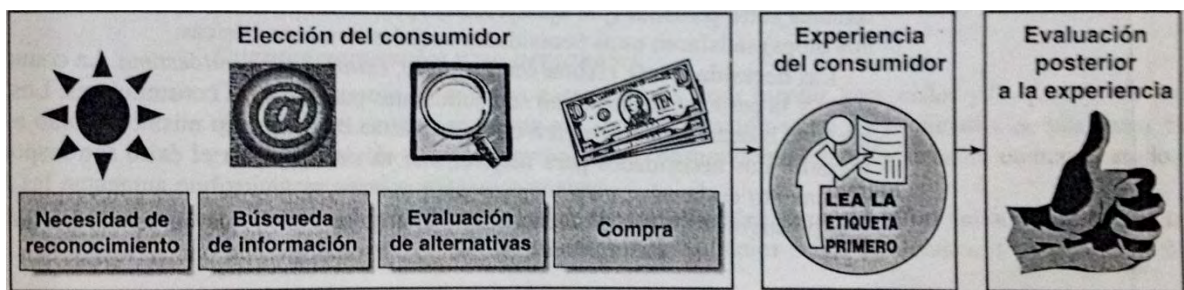 Elección del consumidor
Necesidad de
reconocimiento
Búsqueda
de información
Evaluación
de alternativas
Compra
Experiencia
del consumidor
LEA LA
ETIQUETA
PRIMERO
Evaluación
posterior
a la experiencia